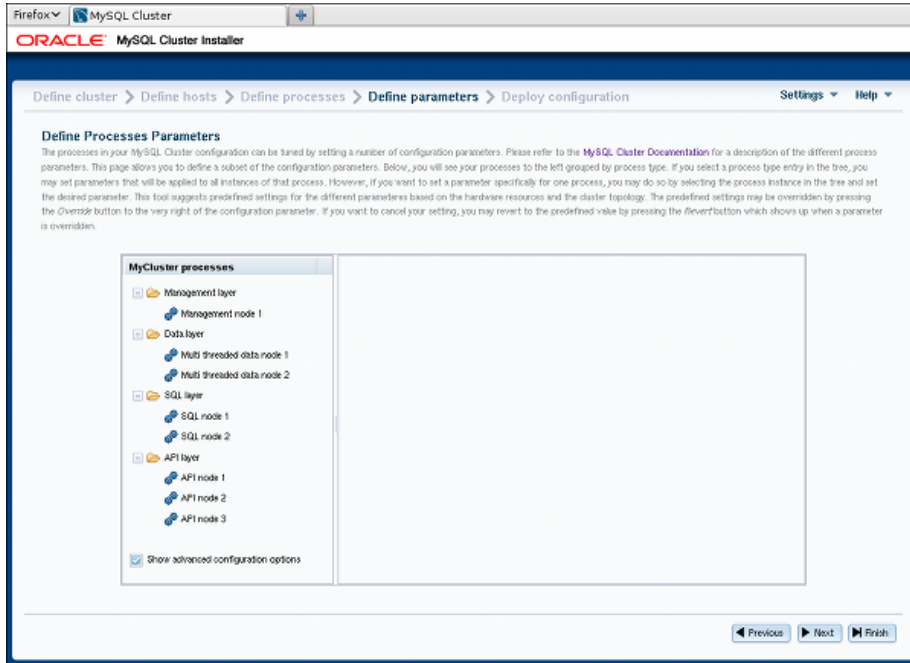 Firefox
MySQL Cluster
ORACLE MySQL Cluster Installer
Define cluster Define hosts Define processes Define parameters Deploy configuration Settings Help
Define Processes Parameters
The processes in your MySQL Cluster configuration can be tuned by setting a number of configuration parameters. Please refer to the MySQL Cluster Documentation for a description of the different process
parameters. This page allows you to define a subset of the configuration parameters. Below, you will see your processes to the left grouped by process type. If you select a process type entry in the tree, you
may set parameters that will be applied to all instances of that process. However, if you want to set a parameter specifically for one process, you may do so by selecting the process instance in the tree and set
the desired parameter. This tool suggests predefined settings for the different parameteres based on the hardware resources and the cluster topology. The predefined settings may be overridden by pressing
the Override button to the very right of the configuration parameter. If you want to cancel your setting, you may revert to the predefined value by pressing the Revert button which shows up when a parameter
is overridden.
MyCluster processes
Management layer
Management node 1
Data layer
Multi threaded data node 1
Multi threaded data node 2
SQL layer
SQL node 1
SQL node 2
API layer
API node 1
API node 2
API node 3
Show advanced configuration options
Previous Next Finish